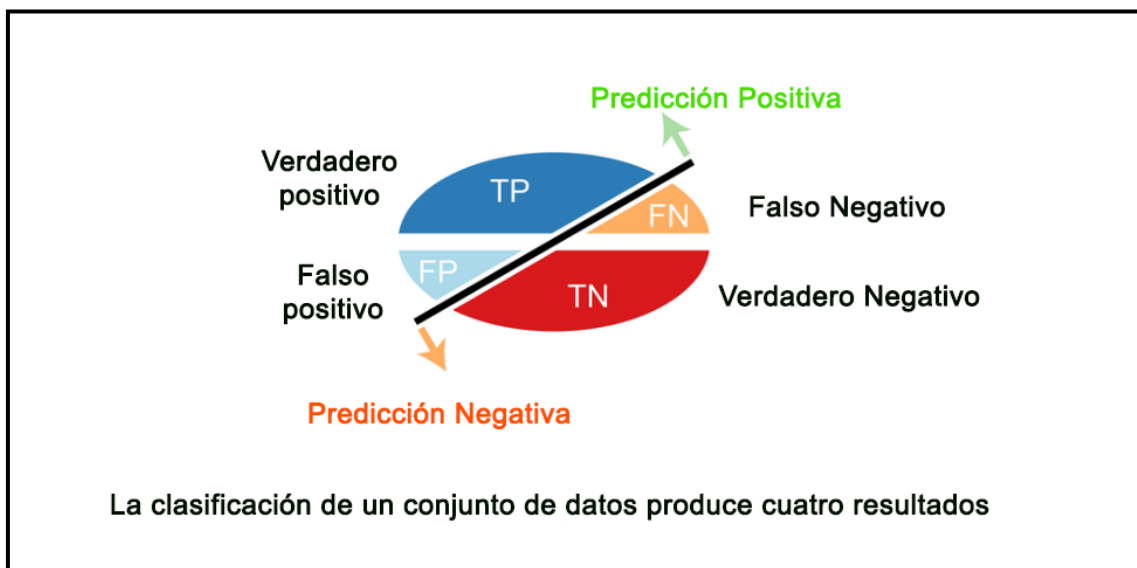 Predicción Positiva
Verdadero
positivo
TP
FN
Falso Negativo
Falso
positivo
FP
TN
Verdadero Negativo
Predicción Negativa
La clasificación de un conjunto de datos produce cuatro resultados